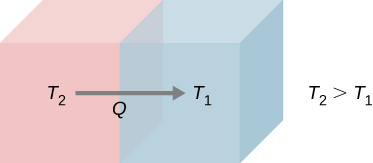 T₂ T₁ T₂ > T₁
Q